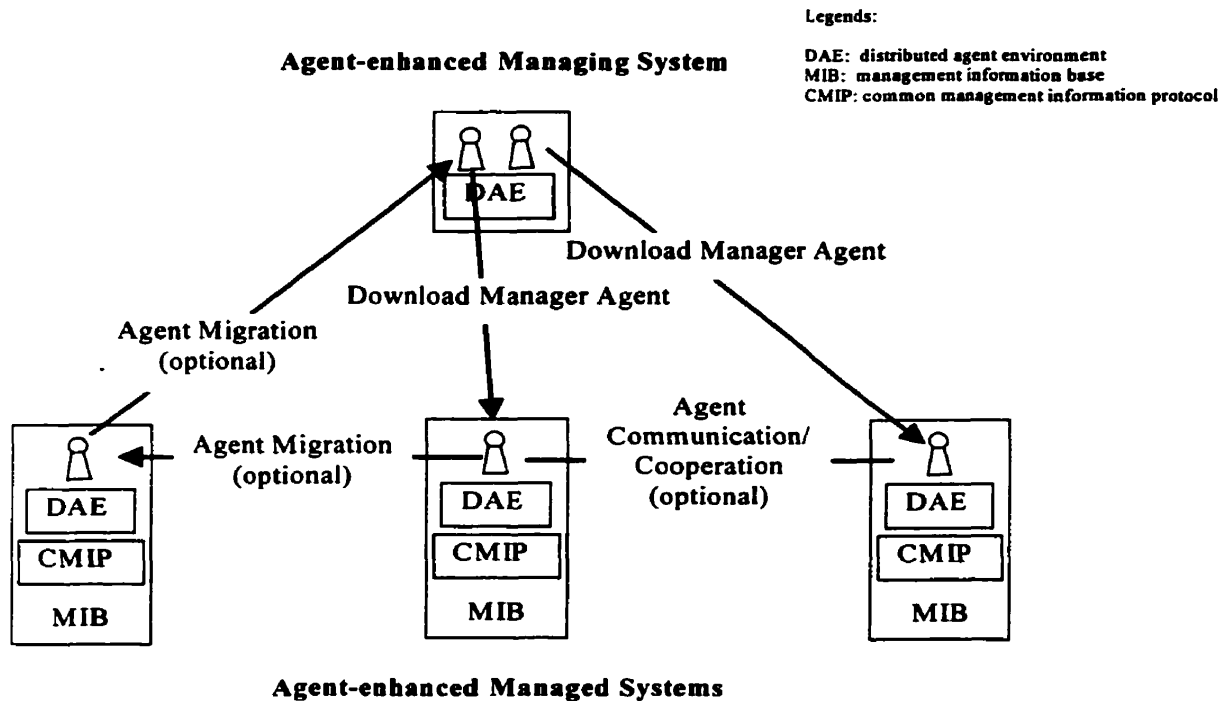 Legends:
DAE: distributed agent environment
MIB: management information base
CMIP: common management information protocol
Agent-enhanced Managing System
DAE
Download Manager Agent
Download Manager Agent
Agent Migration
(optional)
Agent Migration
(optional)
Agent
Communication/
Cooperation
(optional)
DAE
CMIP
MIB
DAE
CMIP
MIB
DAE
CMIP
MIB
Agent-enhanced Managed Systems